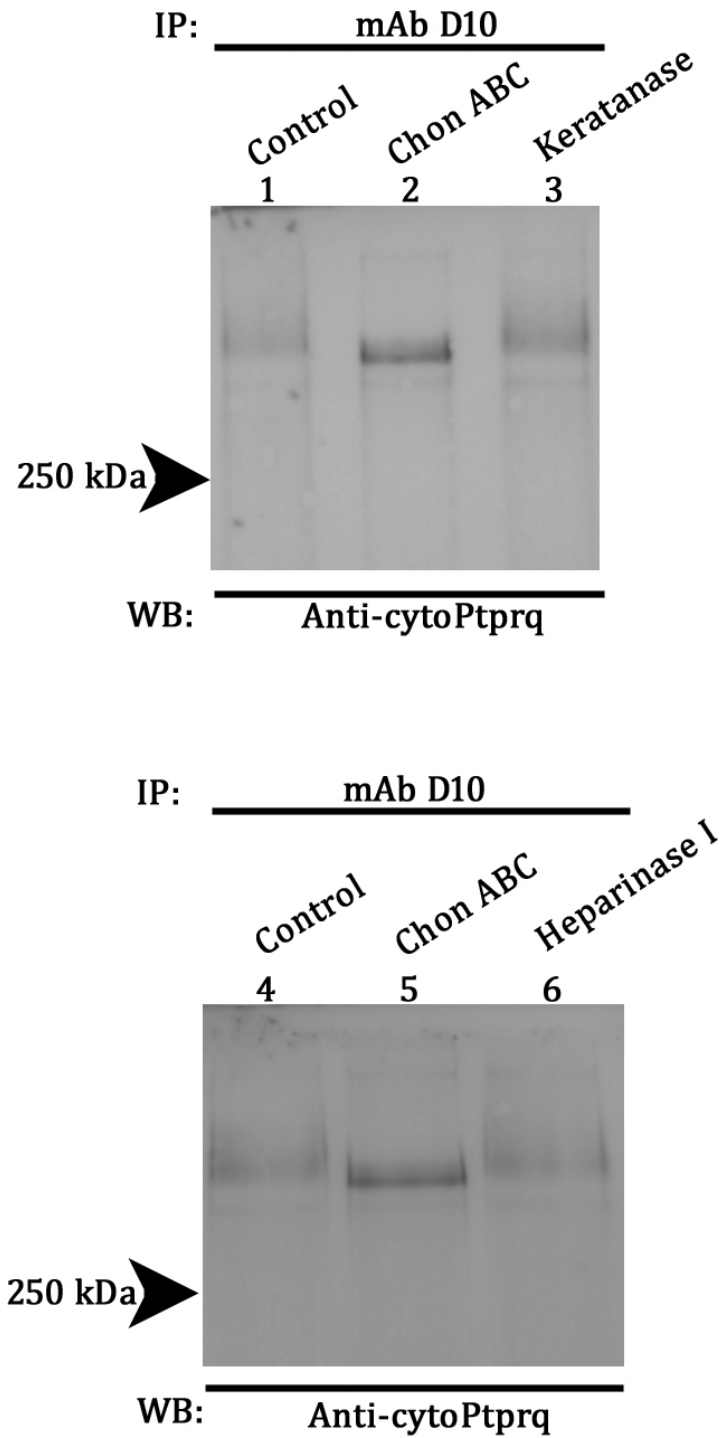 IP: mAb D10
Control Chon ABC Keratanase
1 2 3
250 kDa
WB: Anti-cytoPtprq
IP: mAb D10
Control Chon ABC Heparinase I
4 5 6
250 kDa
WB: Anti-cytoPtprq